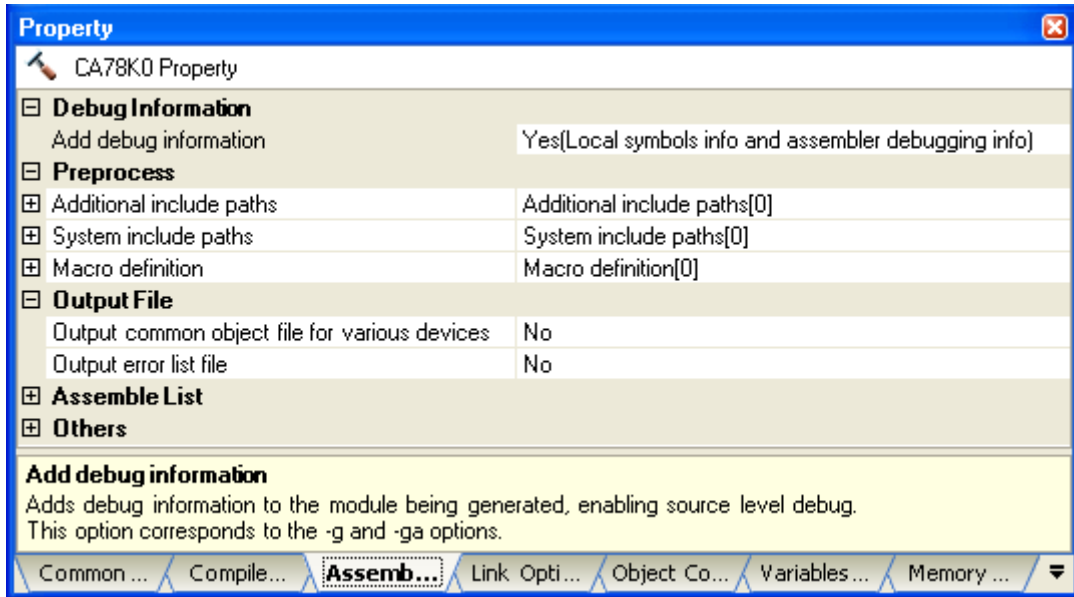 Property
CA78K0 Property
Debug Information
Add debug information Yes(Local symbols info and assembler debugging info)
Preprocess
Additional include paths Additional include paths[0]
System include paths System include paths[0]
Macro definition Macro definition[0]
Output File
Output common object file for various devices No
Output error list file No
Assemble List
Others
Add debug information
Adds debug information to the module being generated, enabling source level debug.
This option corresponds to the -g and -ga options.
Common ... Compile... Assemb... Link Opti... Object Co... Variables... Memory ...